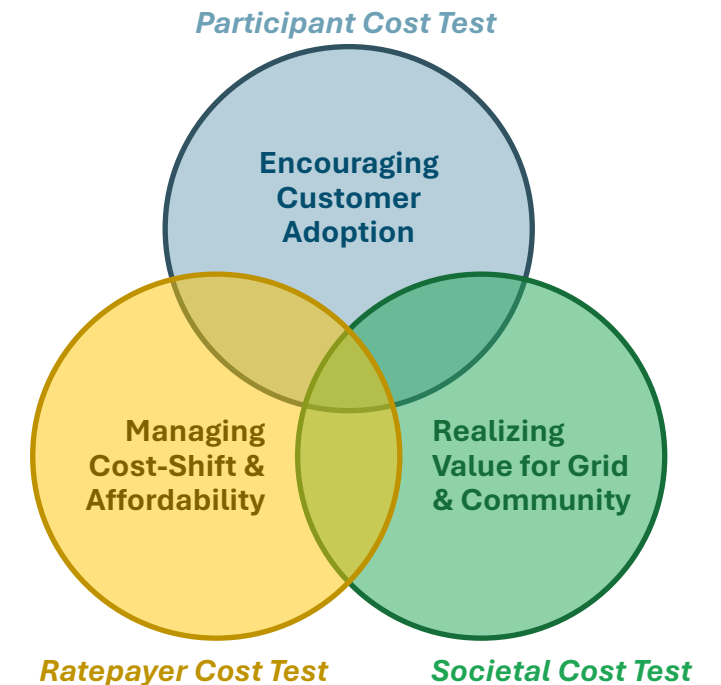 Participant Cost Test
Encouraging
Customer
Adoption
Managing
Cost-Shift &
Affordability
Realizing
Value for Grid
& Community
Ratepayer Cost Test
Societal Cost Test